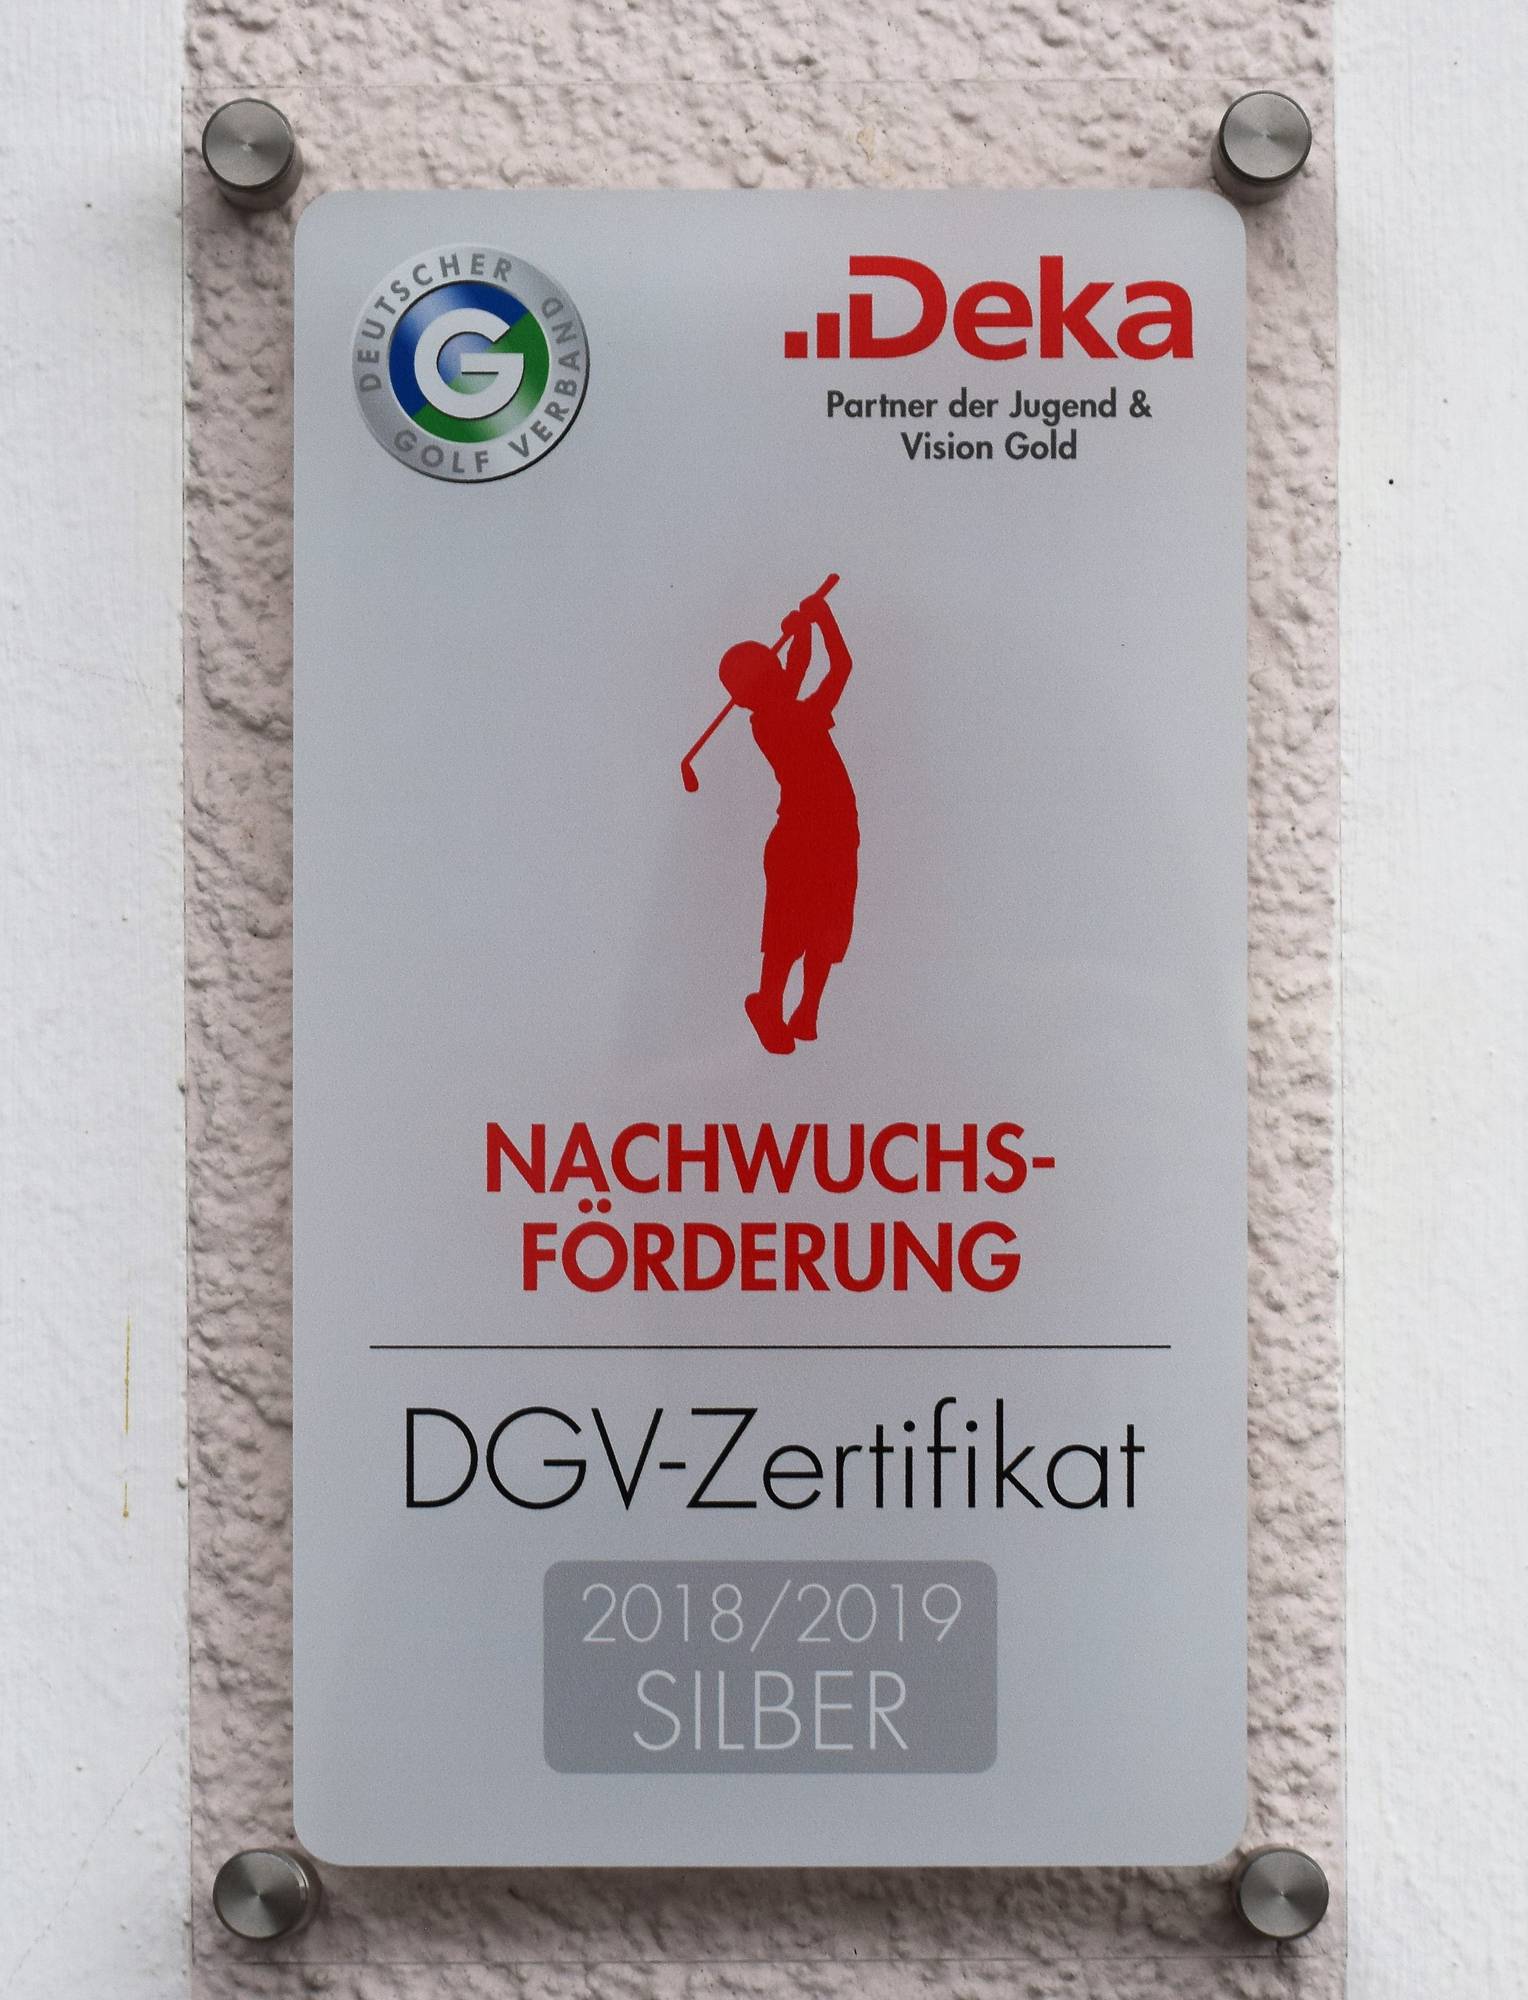 DEUTSCHER
GOLF VERBAND
G
Deka
Partner der Jugend &
Vision Gold
NACHWUCHS-
FÖRDERUNG
DGV-Zertifikat
2018/2019
SILBER